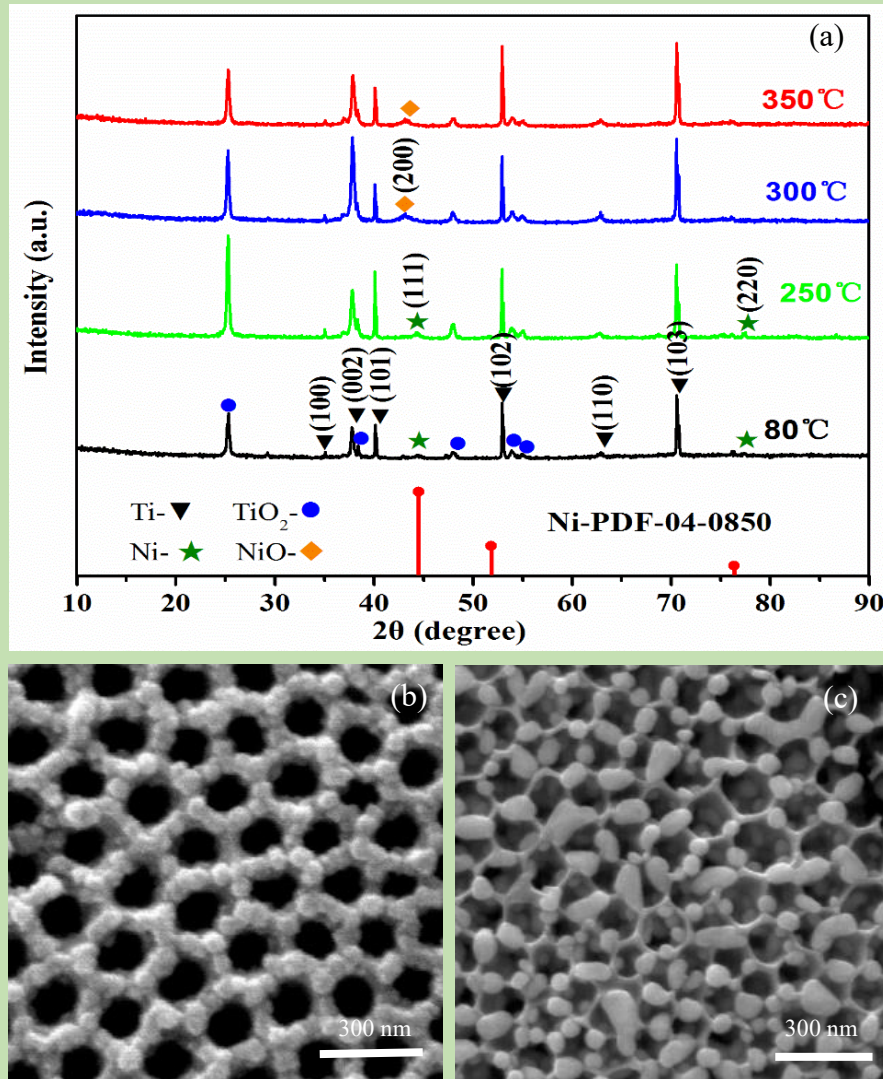 (a)
350℃
(200)
300℃
(111)
(220)
250℃
(100)
(002)
(101)
(102)
(110)
(103)
80℃
Intensity (a.u.)
Ti- TiO₂-
Ni- NiO-
Ni-PDF-04-0850
10 20 30 40 50 60 70 80 90
2θ (degree)
(b)
300 nm
(c)
300 nm